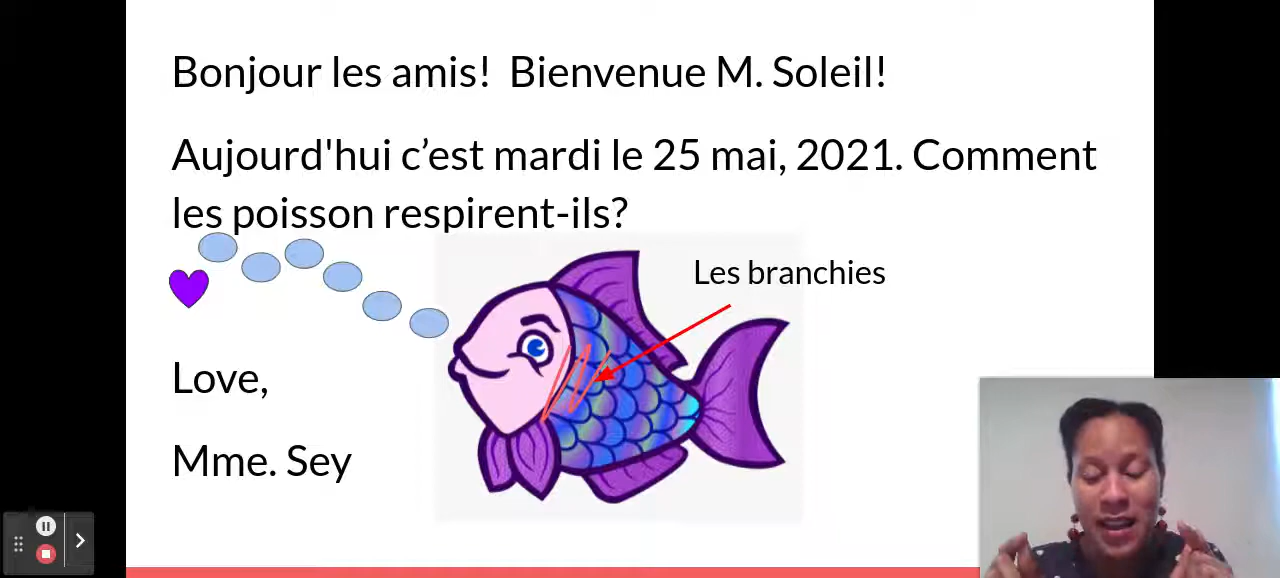 Bonjour les amis!  Bienvenue M. Soleil!
Aujourd'hui c’est mardi le 25 mai, 2021. Comment
les poisson respirent-ils?
Les branchies
Love,
Mme. Sey